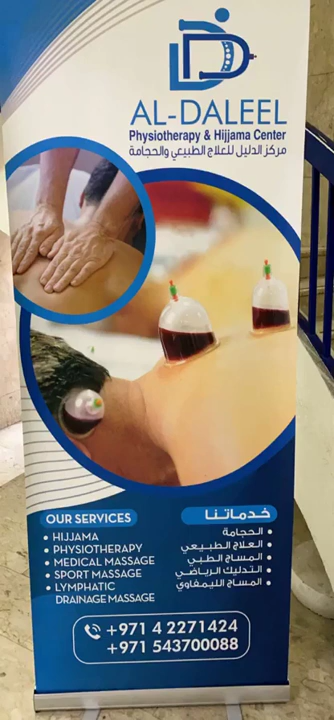 AL-DALEEL
Physiotherapy & Hijjama Center
مركز الدليل للعلاج الطبيعي والحجامة
OUR SERVICES
• HIJJAMA
• PHYSIOTHERAPY
• MEDICAL MASSAGE
• SPORT MASSAGE
• LYMPHATIC
DRAINAGE MASSAGE
خدماتنا
• الحجامة
• العلاج الطبيعي
• المساج الطبي
• التدليك الرياضي
• المساج الليمفاوي
+971 4 2271424
+971 543700088